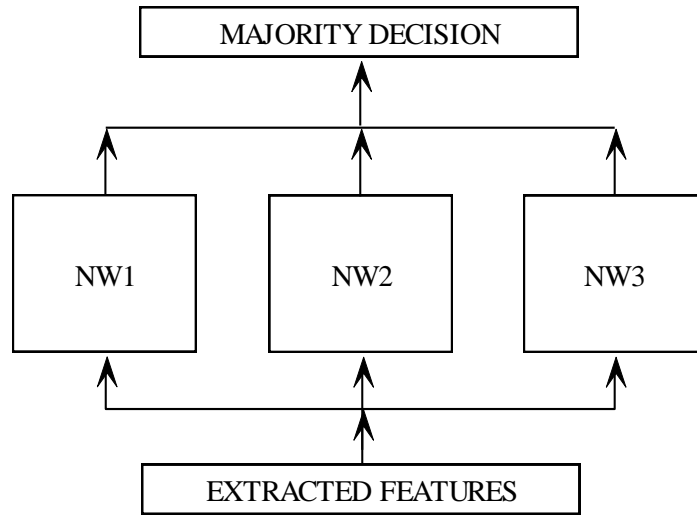 MAJORITY DECISION
NW1
NW2
NW3
EXTRACTED FEATURES